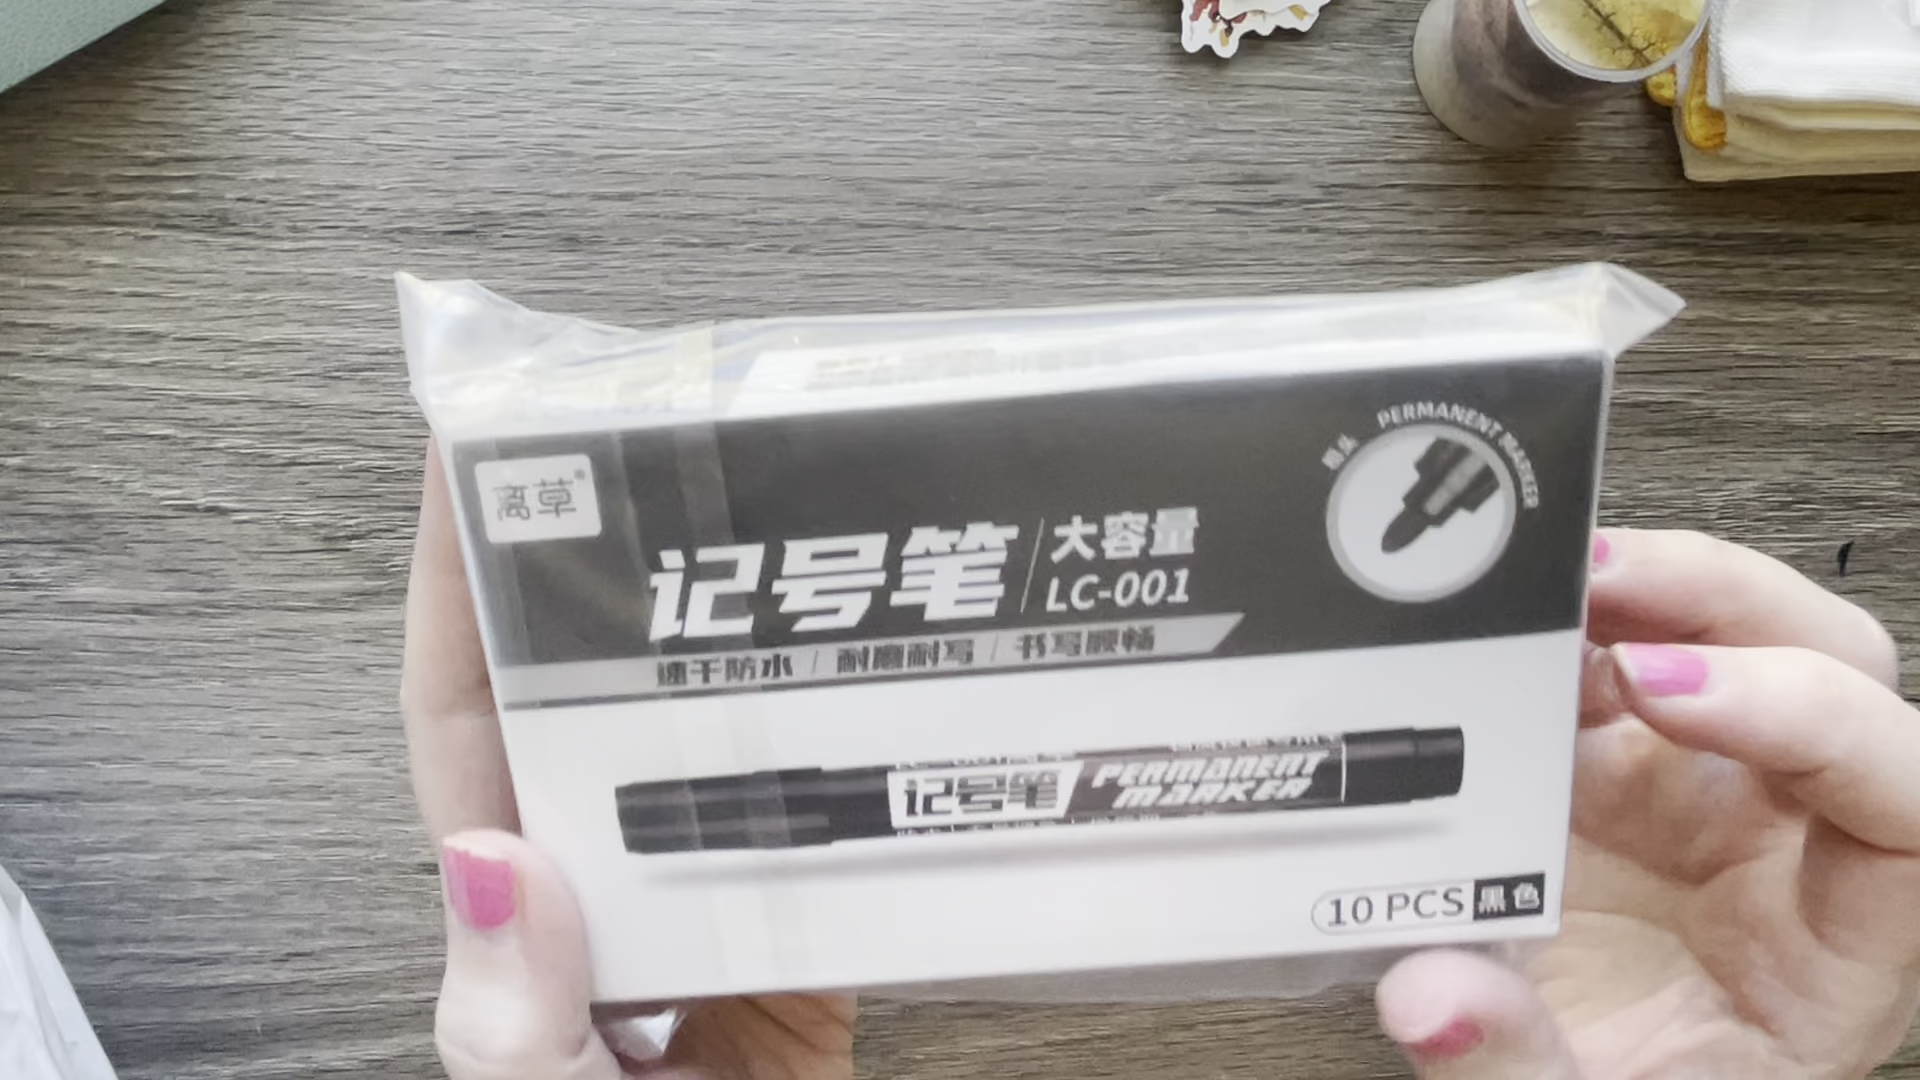 离草®
PERMANENT MARKER
记号笔
大容量
LC-001
速干防水 / 耐磨耐写 / 书写顺畅
记号笔
PERMANENT
MARKER
10 PCS 黑色